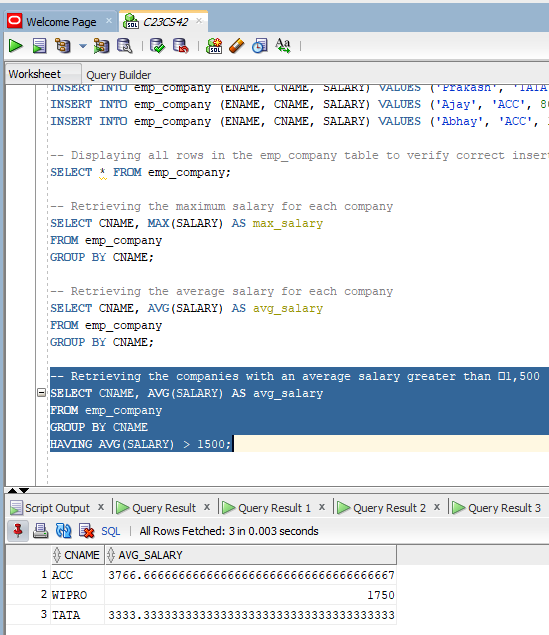 Welcome Page
C23CS42
Worksheet Query Builder
INSERT INTO emp_company (ENAME, CNAME, SALARY) VALUES ('Prakash', 'TATA'
INSERT INTO emp_company (ENAME, CNAME, SALARY) VALUES ('Ajay', 'ACC', 80
INSERT INTO emp_company (ENAME, CNAME, SALARY) VALUES ('Abhay', 'ACC',
-- Displaying all rows in the emp_company table to verify correct insert
SELECT * FROM emp_company;
-- Retrieving the maximum salary for each company
SELECT CNAME, MAX(SALARY) AS max_salary
FROM emp_company
GROUP BY CNAME;
-- Retrieving the average salary for each company
SELECT CNAME, AVG(SALARY) AS avg_salary
FROM emp_company
GROUP BY CNAME;
-- Retrieving the companies with an average salary greater than □1,500
SELECT CNAME, AVG(SALARY) AS avg_salary
FROM emp_company
GROUP BY CNAME
HAVING AVG(SALARY) > 1500;
Script Output x Query Result x Query Result 1 x Query Result 2 x Query Result 3
SQL | All Rows Fetched: 3 in 0.003 seconds
CNAME AVG_SALARY
1 ACC 3766.666666666666666666666666666666666667
2 WIPRO 1750
3 TATA 3333.333333333333333333333333333333333333